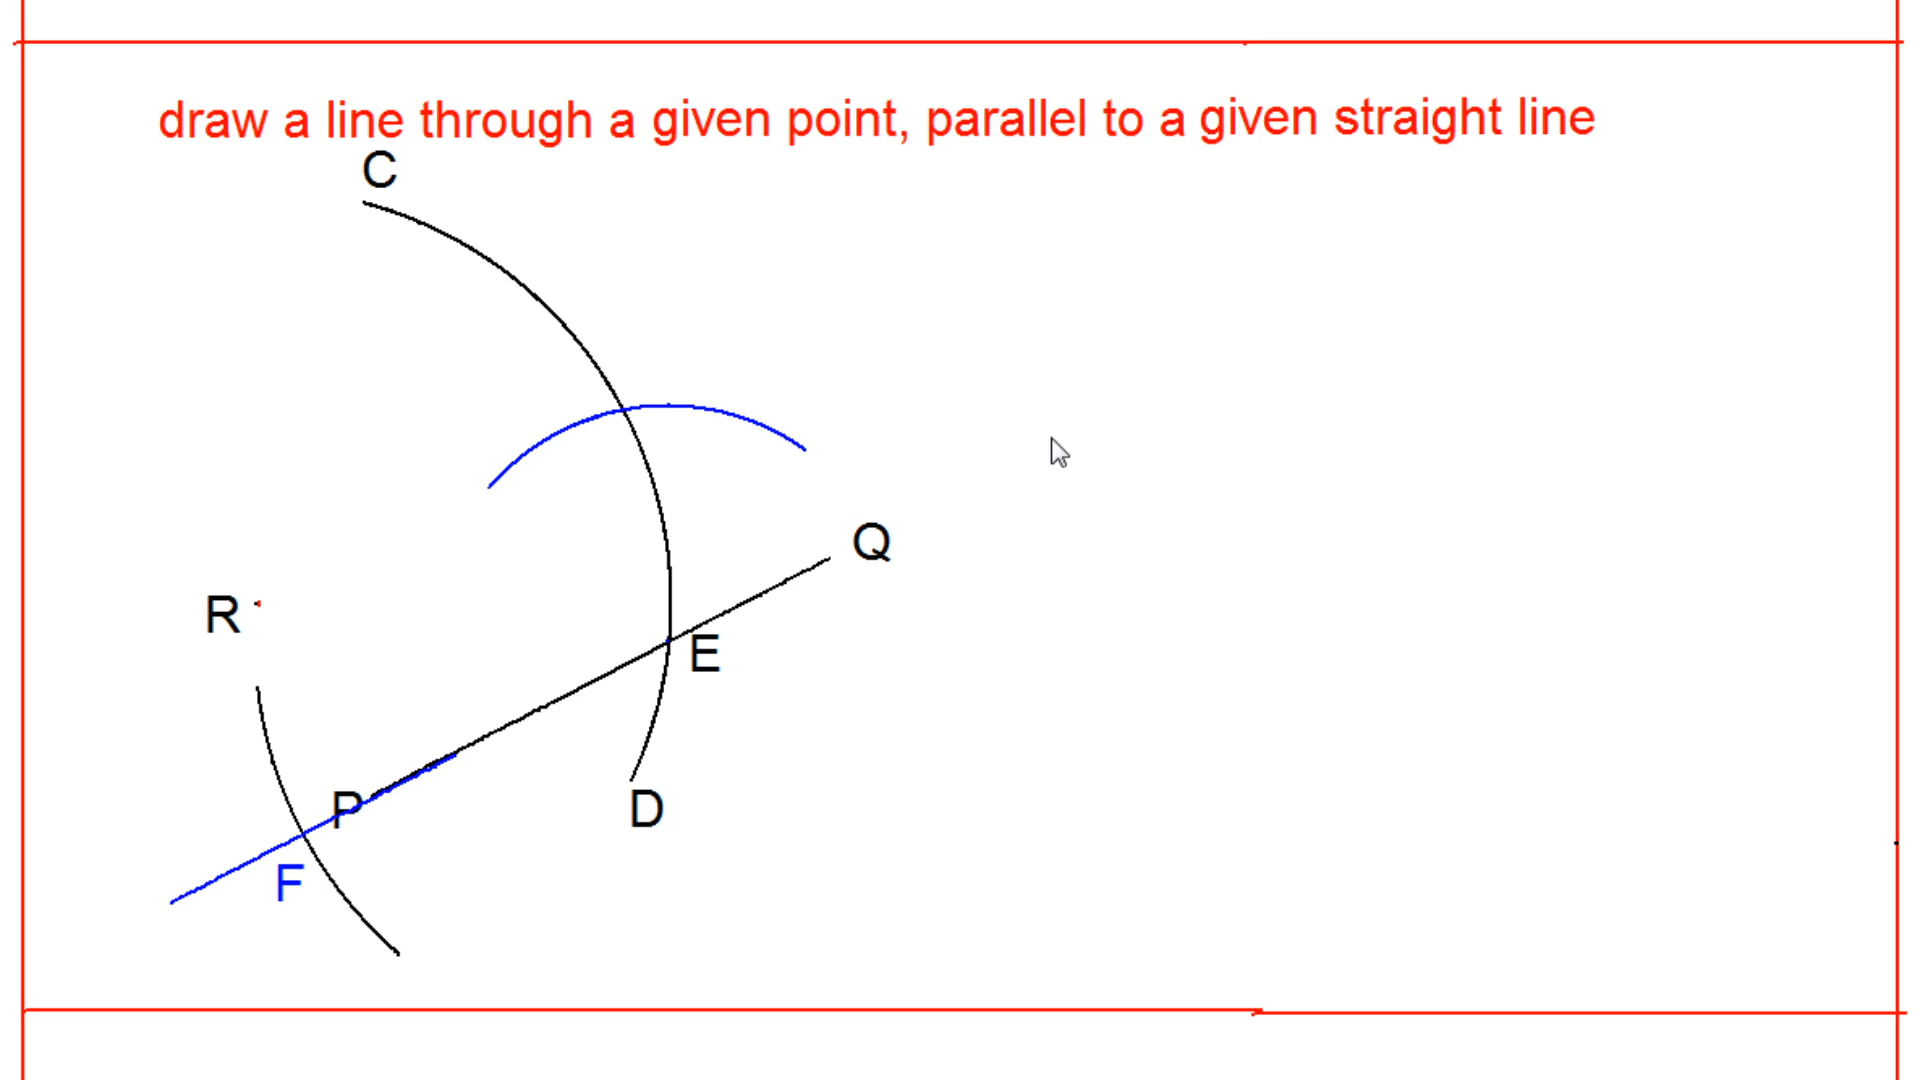 draw a line through a given point, parallel to a given straight line
C
Q
R
E
P
D
F